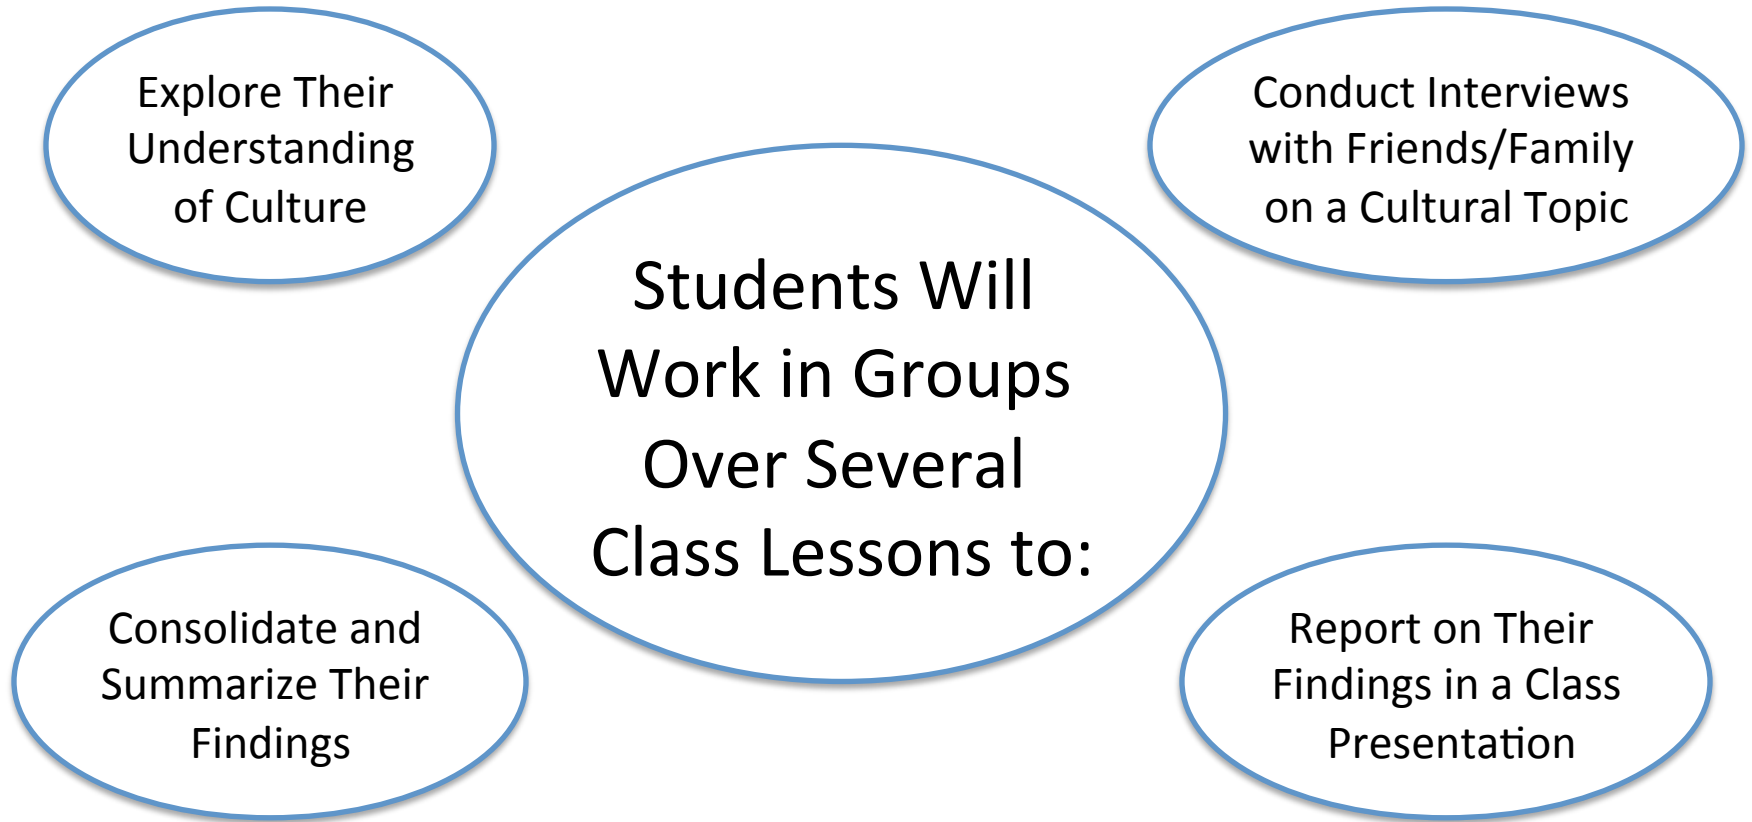 Explore Their
Understanding
of Culture
Conduct Interviews
with Friends/Family
on a Cultural Topic
Students Will
Work in Groups
Over Several
Class Lessons to:
Consolidate and
Summarize Their
Findings
Report on Their
Findings in a Class
Presentation